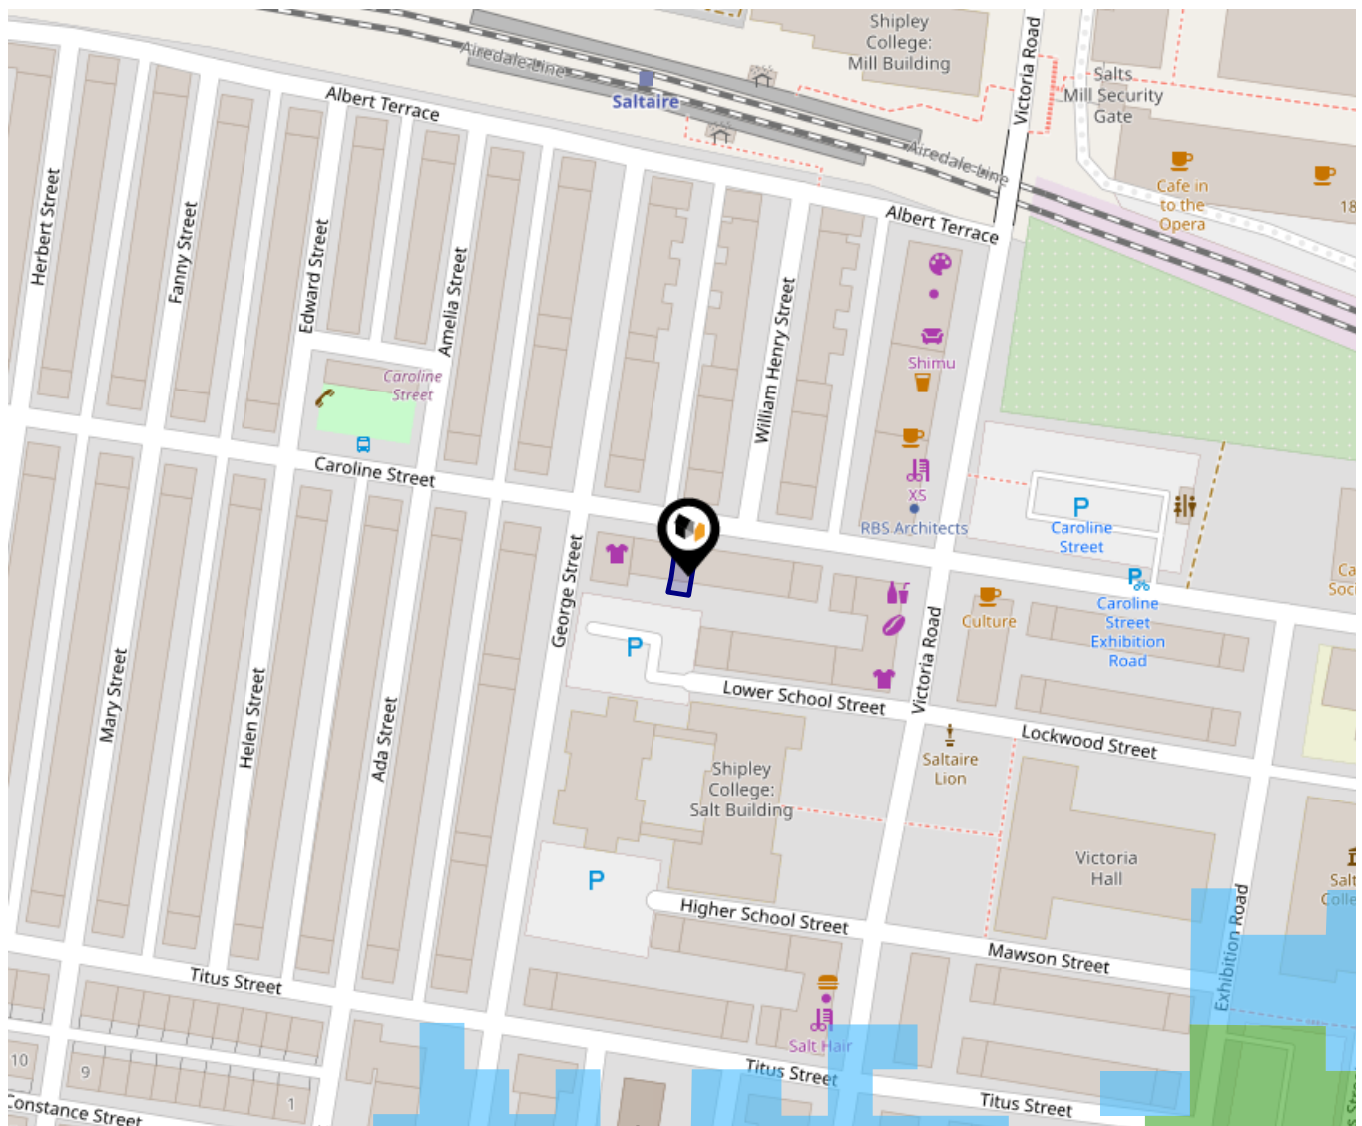 Shipley
College:
Mill Building
Victoria Road
Salts
Mill Security
Gate
Airedale Line
Saltaire
Albert Terrace
Airedale Line
Cafe in
to the
Opera
18
Albert Terrace
Herbert Street
Fanny Street
Edward Street
Amelia Street
William Henry Street
Shimu
Caroline
Street
Caroline Street
XS
RBS Architects
P
Caroline
Street
Ca
Soci
George Street
Culture
P
Caroline
Street
Exhibition
Road
P
Victoria Road
Mary Street
Helen Street
Ada Street
Lower School Street
Lockwood Street
Saltaire
Lion
Shipley
College:
Salt Building
Victoria
Hall
P
Salt
Colle
Higher School Street
Exhibition Road
Mawson Street
Titus Street
Salt Hair
10
9
1
Titus Street
Titus Street
Constance Street